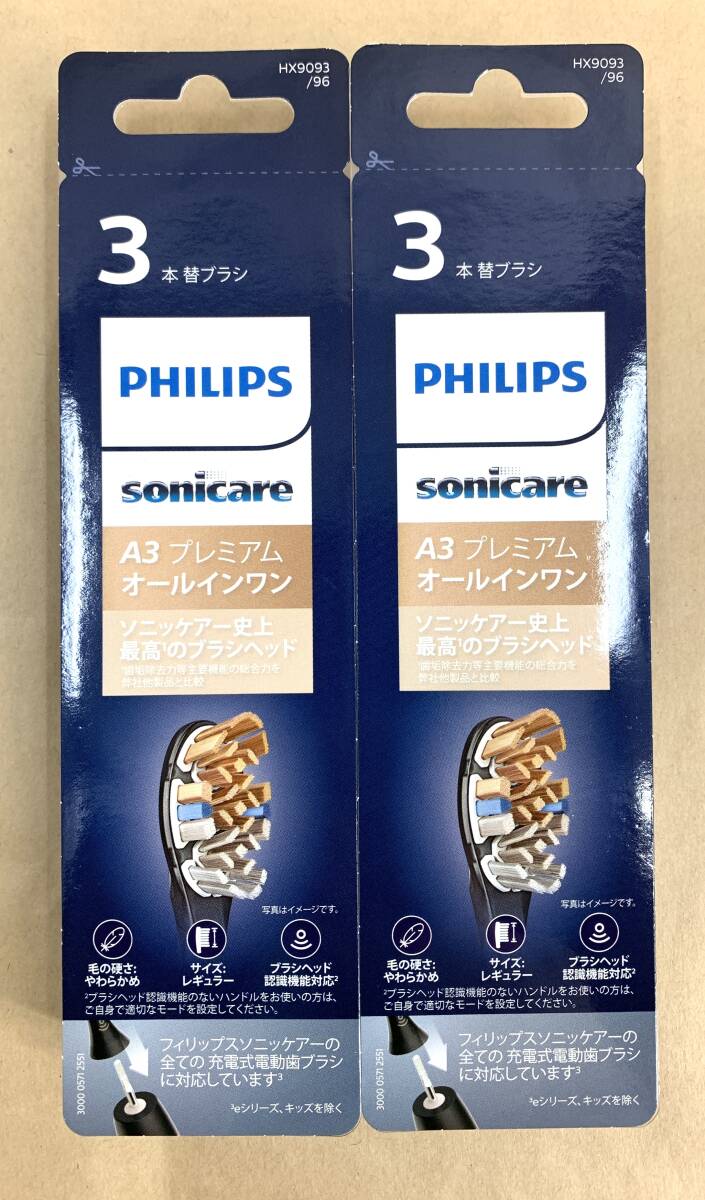 HX9093
/96
3
本 替ブラシ
PHILIPS
sonicare
A3 プレミアム
オールインワン
ソニッケアー史上
最高¹のブラシヘッド
¹歯垢除去力等主要機能の総合力を
弊社他製品と比較
写真はイメージです。
毛の硬さ:
やわらかめ
サイズ:
レギュラー
ブラシヘッド
認識機能対応²
²ブラシヘッド認識機能のないハンドルをお使いの方は、
ご自身で適切なモードを設定してください。
フィリップスソニッケアーの
全ての 充電式電動歯ブラシ
に対応しています³
³eシリーズ、キッズを除く
3000 0571 2551
HX9093
/96
3
本 替ブラシ
PHILIPS
sonicare
A3 プレミアム
オールインワン
ソニッケアー史上
最高¹のブラシヘッド
¹歯垢除去力等主要機能の総合力を
弊社他製品と比較
写真はイメージです。
毛の硬さ:
やわらかめ
サイズ:
レギュラー
ブラシヘッド
認識機能対応²
²ブラシヘッド認識機能のないハンドルをお使いの方は、
ご自身で適切なモードを設定してください。
フィリップスソニッケアーの
全ての 充電式電動歯ブラシ
に対応しています³
³eシリーズ、キッズを除く
3000 0571 2551